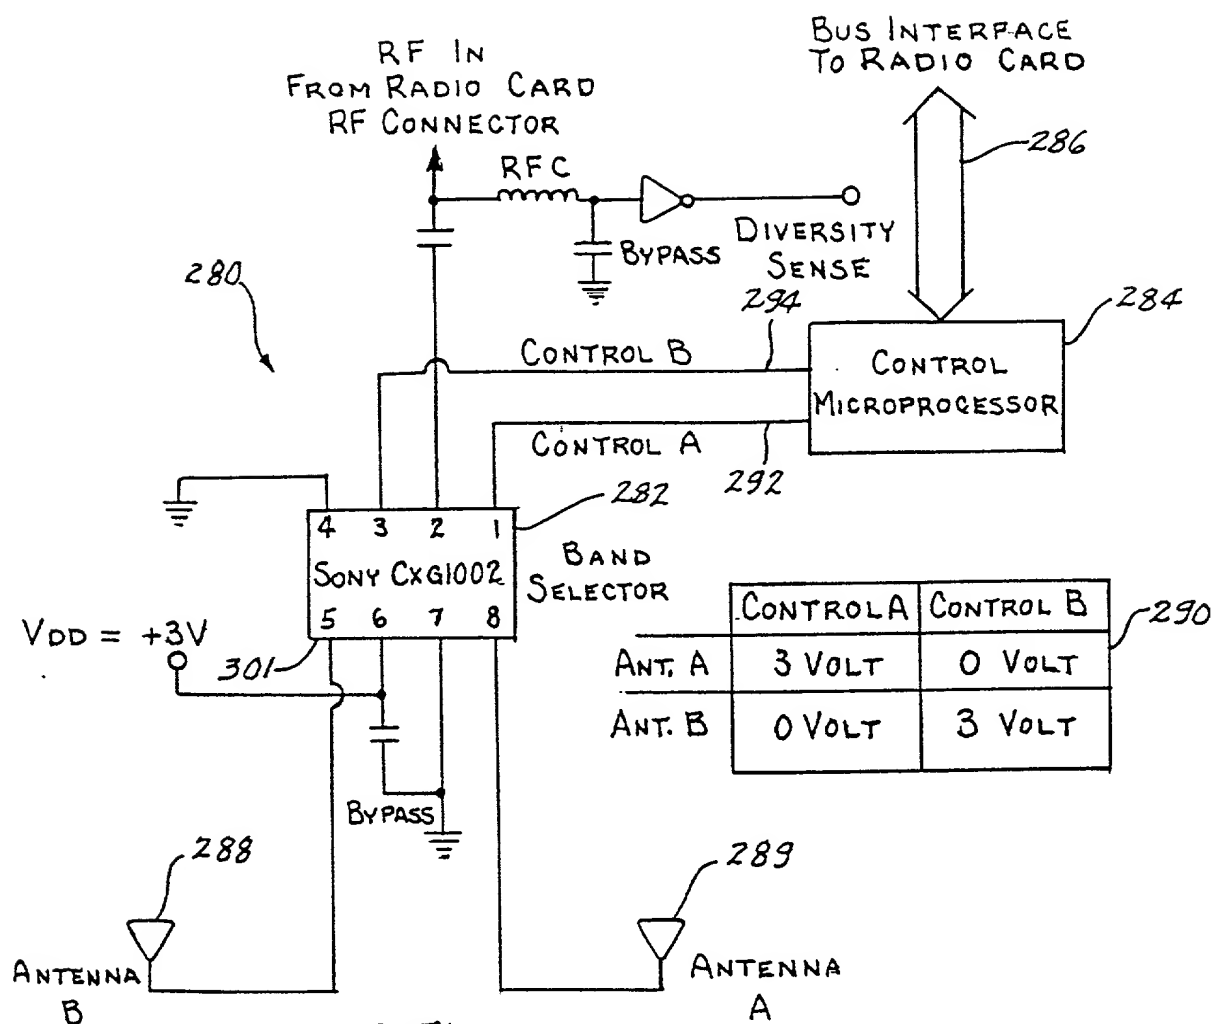 RF IN
FROM RADIO CARD
RF CONNECTOR
BUS INTERFACE
TO RADIO CARD
RFC
286
BYPASS
DIVERSITY
SENSE
280
294
284
CONTROL B
CONTROL
MICROPROCESSOR
CONTROL A
292
282
4 3 2 1
SONY CXG1002
5 6 7 8
BAND
SELECTOR
VDD = +3V
301
CONTROL A CONTROL B
290
ANT. A 3 VOLT 0 VOLT
ANT. B 0 VOLT 3 VOLT
BYPASS
288
289
ANTENNA
B
ANTENNA
A